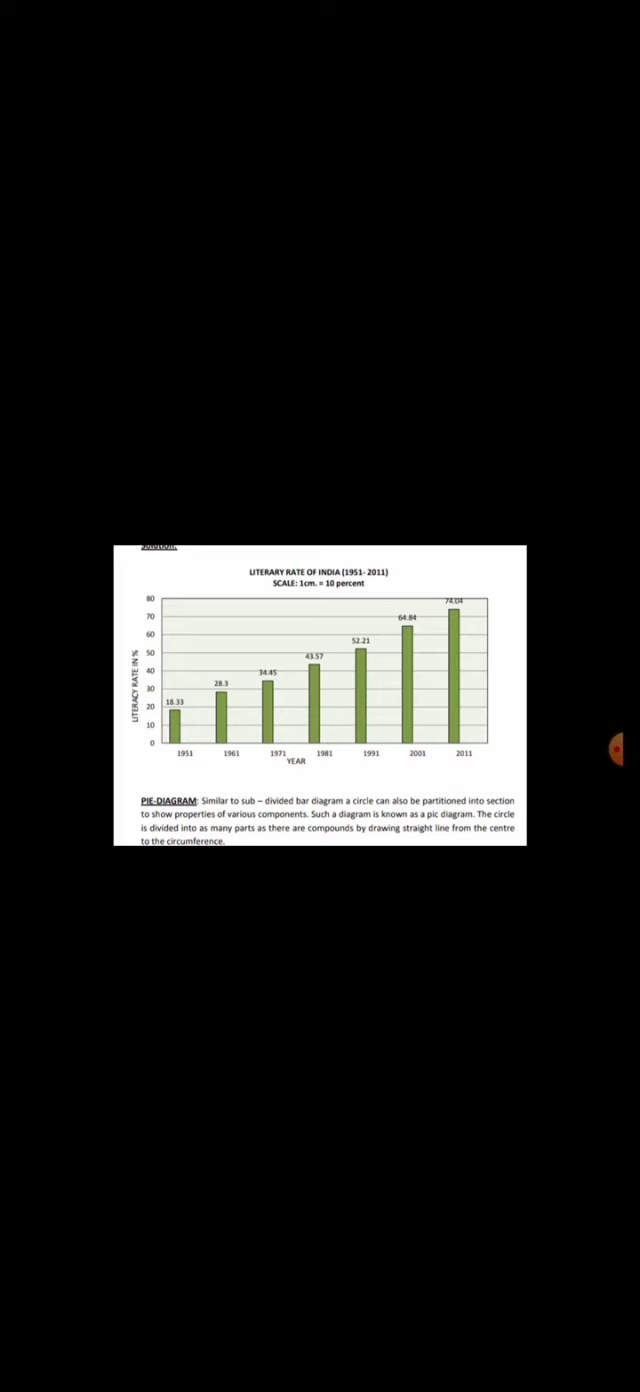 Solution:
LITERARY RATE OF INDIA (1951- 2011)
SCALE: 1cm. = 10 percent
LITERACY RATE IN %
80
70
60
50
40
30
20
10
0
18.33
28.3
34.45
43.57
52.21
64.84
74.04
1951 1961 1971 1981 1991 2001 2011
YEAR
PIE-DIAGRAM: Similar to sub – divided bar diagram a circle can also be partitioned into section
to show properties of various components. Such a diagram is known as a pic diagram. The circle
is divided into as many parts as there are compounds by drawing straight line from the centre
to the circumference.